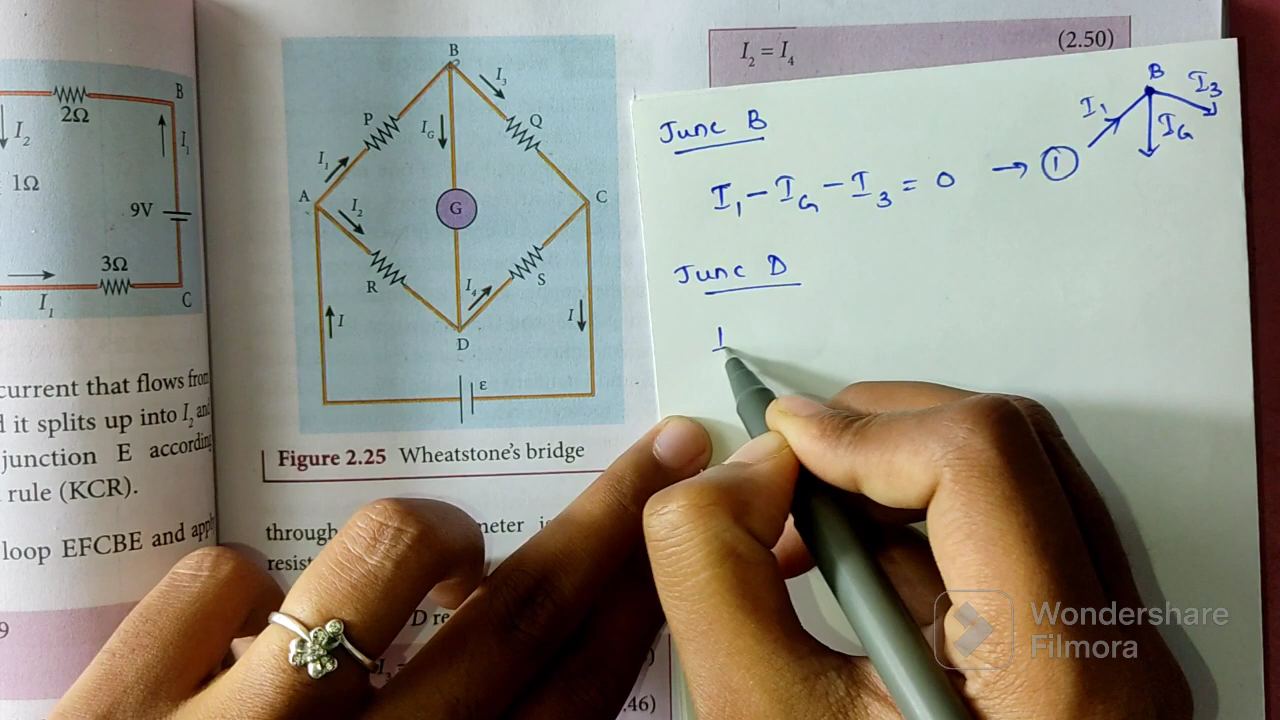 B
2Ω
I₂
I₁
1Ω
9V
3Ω
I₁
C
current that flows from
d it splits up into I₂ and
junction E according
rule (KCR).
loop EFCBE and
9
B
I₃
P
I_G
Q
I₁
A
I₂
G
C
R
I₄
S
I
D
I
ε
Figure 2.25 Wheatstone's bridge
through
meter
D
I₃ =
.46)
I₂ = I₄ (2.50)
Junc B
I₁ - I_G - I₃ = 0 → ①
B
I₁
I₃
I_G
Junc D
I
Wondershare
Filmora